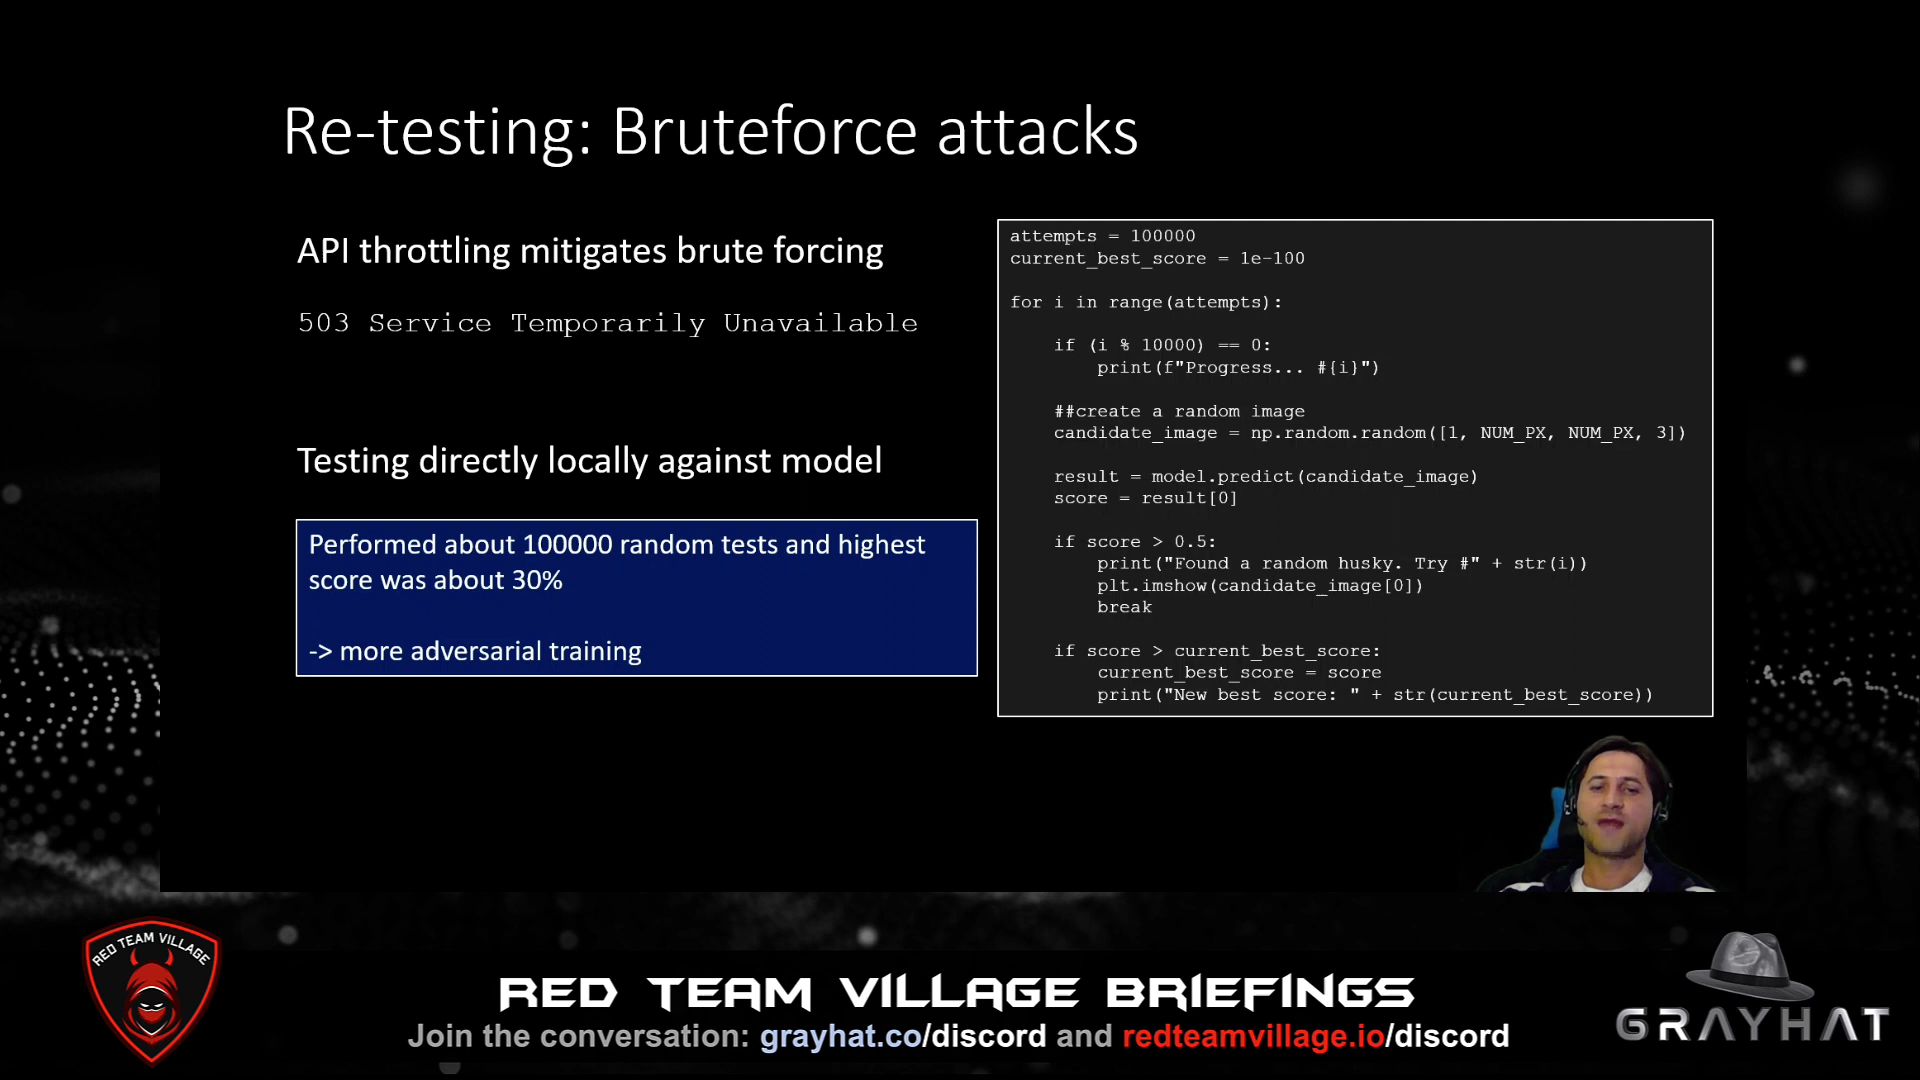 Re-testing: Bruteforce attacks
API throttling mitigates brute forcing
503 Service Temporarily Unavailable
Testing directly locally against model
Performed about 100000 random tests and highest
score was about 30%
-> more adversarial training
attempts = 100000
current_best_score = 1e-100
for i in range(attempts):
if (i % 10000) == 0:
print(f"Progress... #{i}")
##create a random image
candidate_image = np.random.random([1, NUM_PX, NUM_PX, 3])
result = model.predict(candidate_image)
score = result[0]
if score > 0.5:
print("Found a random husky. Try #" + str(i))
plt.imshow(candidate_image[0])
break
if score > current_best_score:
current_best_score = score
print("New best score: " + str(current_best_score))
RED TEAM VILLAGE
RED TEAM VILLAGE BRIEFINGS
Join the conversation: grayhat.co/discord and redteamvillage.io/discord
GRAYHAT